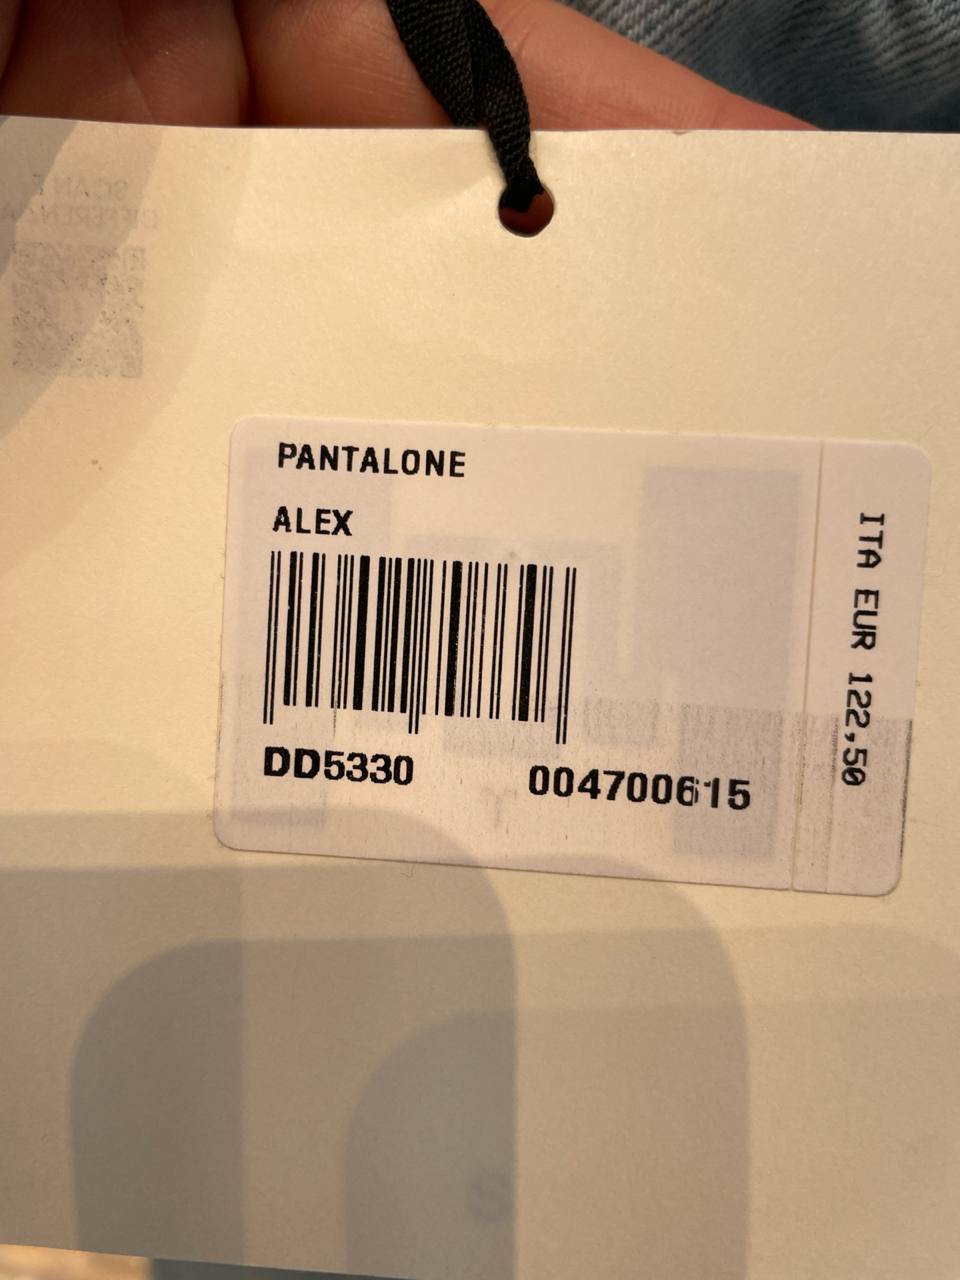 PANTALONE
ALEX
DD5330 004700615
ITA EUR 122,50